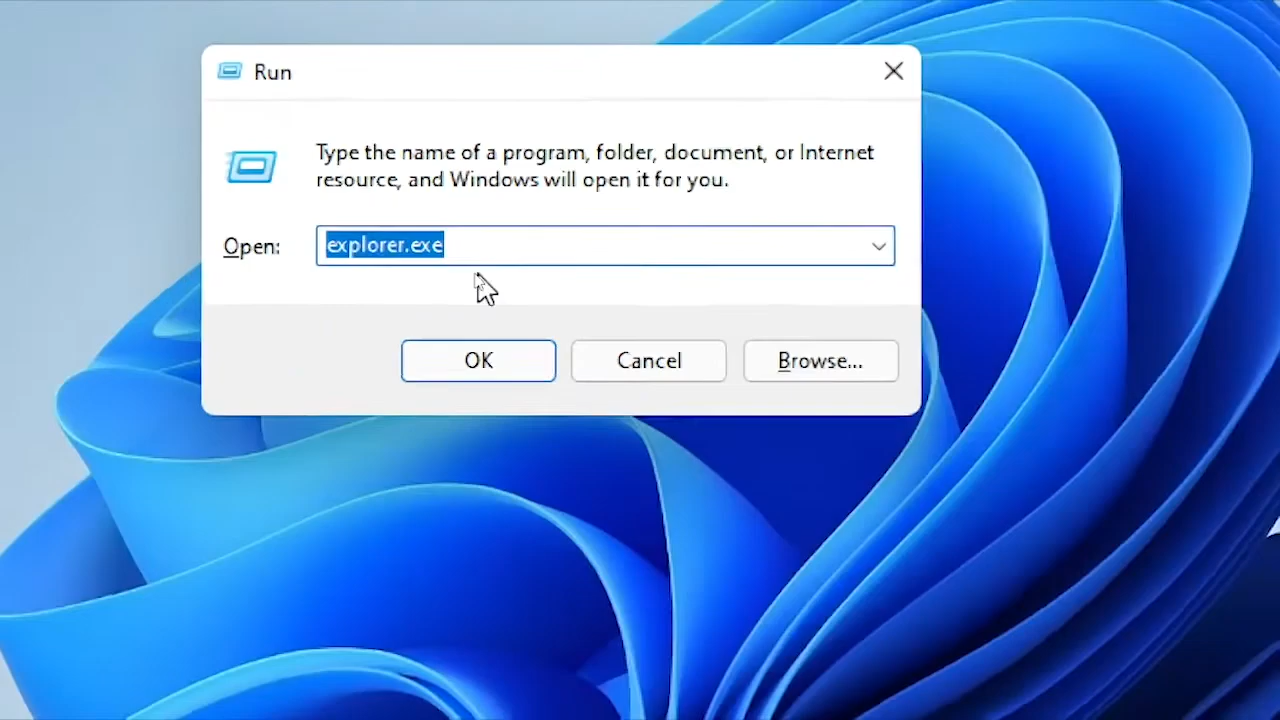 Run
Type the name of a program, folder, document, or Internet
resource, and Windows will open it for you.
Open: explorer.exe
OK Cancel Browse...